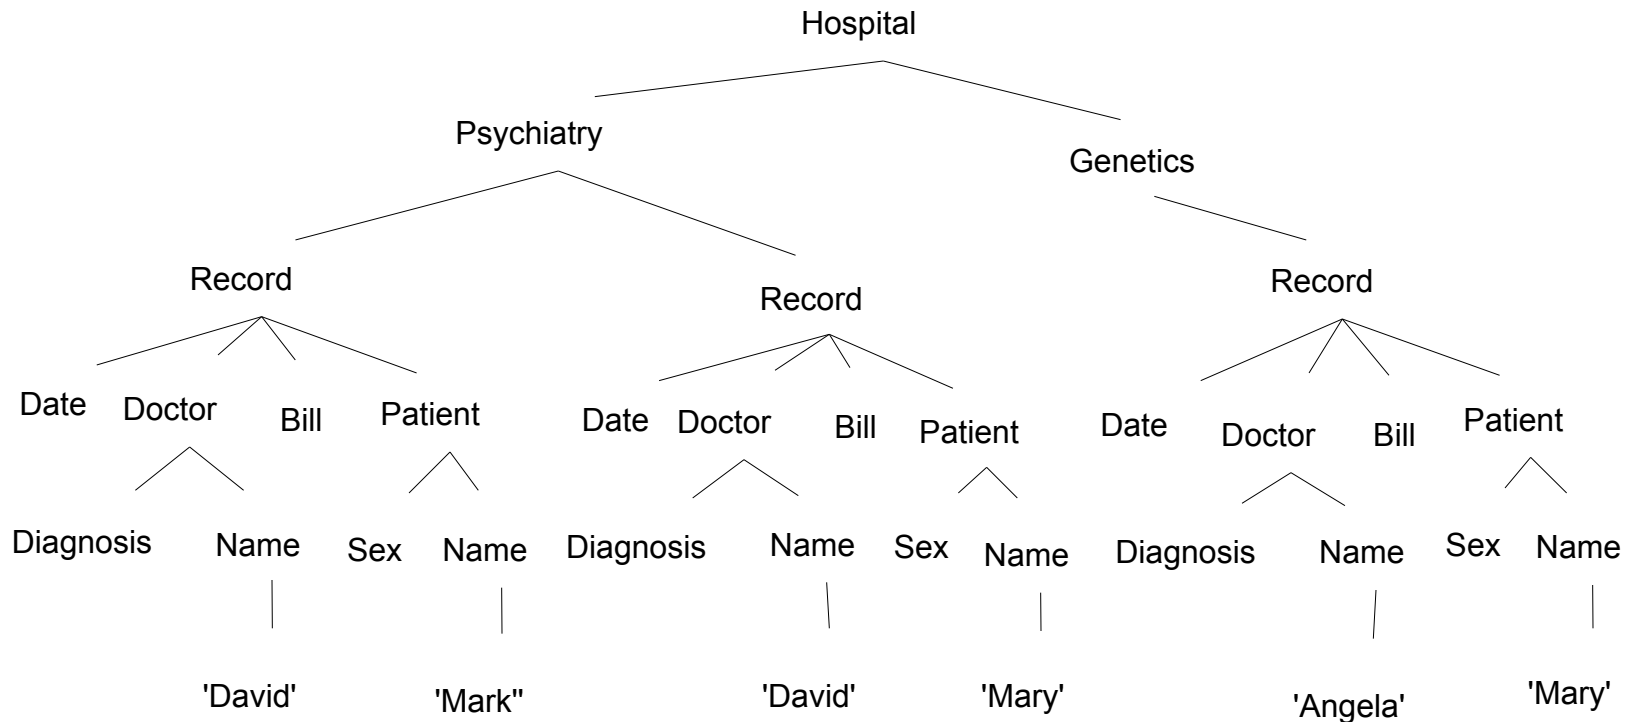 Hospital
Psychiatry
Genetics
Record
Record
Record
Date Doctor Bill Patient Date Doctor Bill Patient Date Doctor Bill Patient
Diagnosis Name Sex Name Diagnosis Name Sex Name Diagnosis Name Sex Name
'David' 'Mark'' 'David' 'Mary' 'Angela' 'Mary'